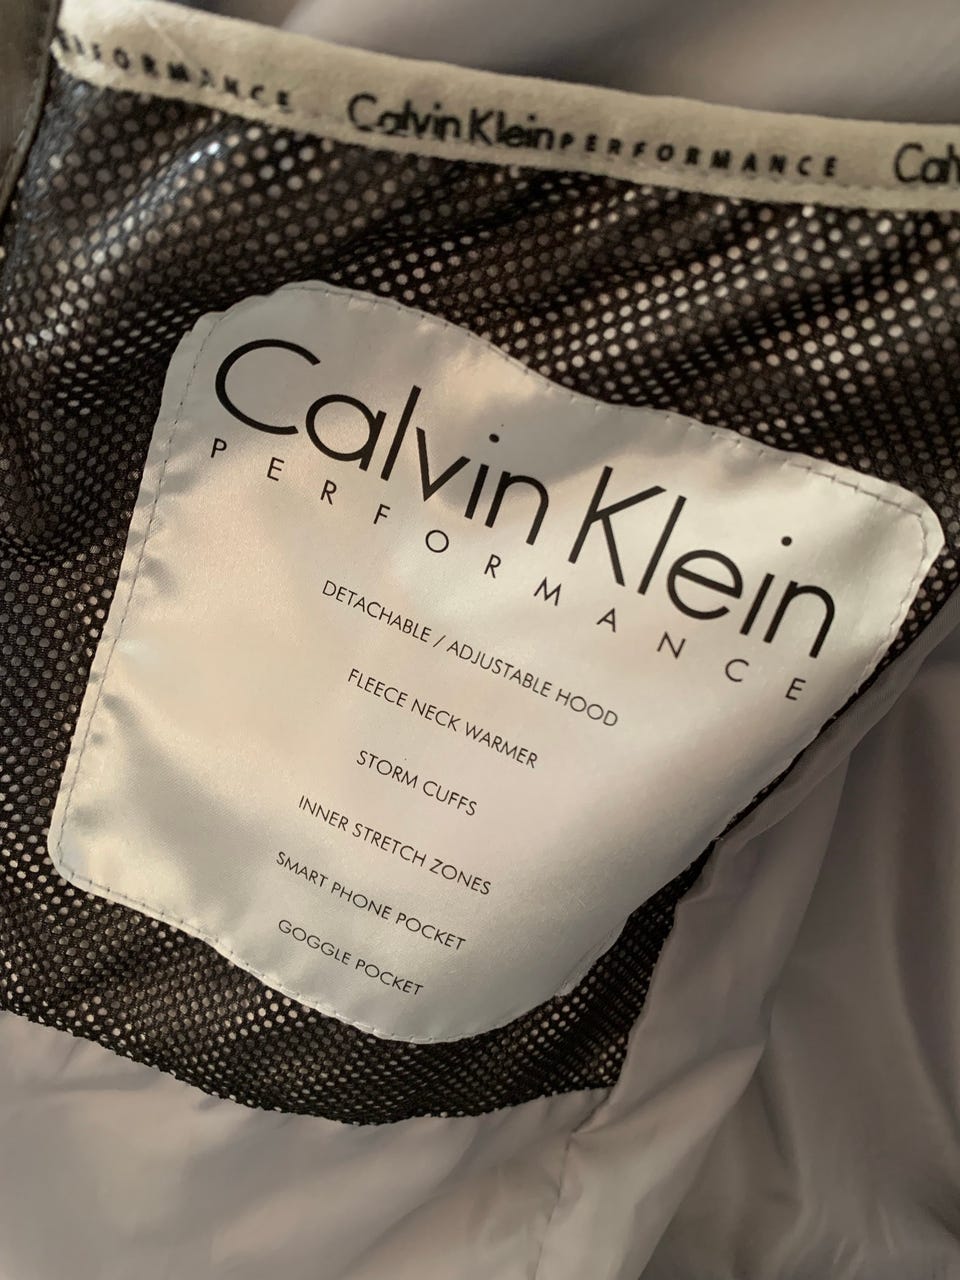 PERFORMANCE Calvin Klein PERFORMANCE Calv
Calvin Klein
PERFORMANCE
DETACHABLE / ADJUSTABLE HOOD
FLEECE NECK WARMER
STORM CUFFS
INNER STRETCH ZONES
SMART PHONE POCKET
GOGGLE POCKET